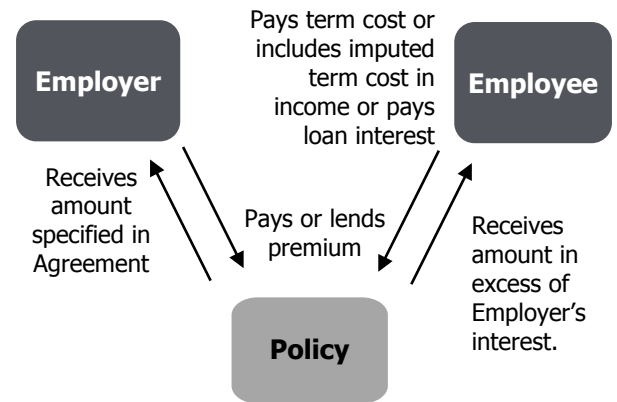 Pays term cost or
includes imputed
term cost in
income or pays
loan interest
Employer
Employee
Receives
amount
specified in
Agreement
Pays or lends
premium
Receives
amount in
excess of
Employer’s
interest.
Policy